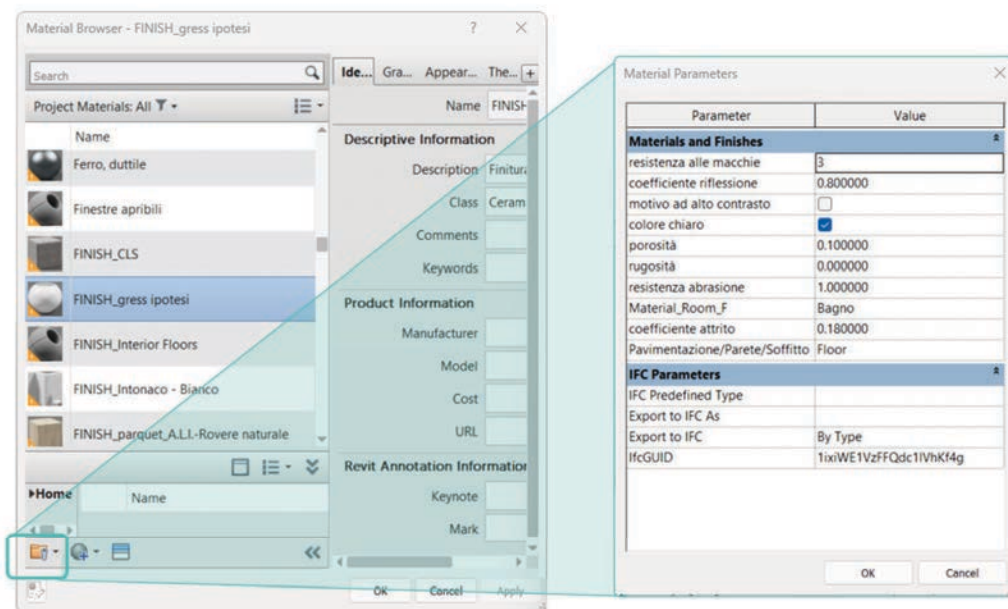 Material Browser - FINISH_gress ipotesi
?
Search
Project Materials: All
Name
Ferro, duttile
Finestre apribili
FINISH_CLS
FINISH_gress ipotesi
FINISH_Interior Floors
FINISH_Intonaco - Bianco
FINISH_parquet_A.L.I.-Rovere naturale
Home
Name
Ide... Gra... Appear... The... +
Name FINISH
Descriptive Information
Description Finitura
Class Ceram
Comments
Keywords
Product Information
Manufacturer
Model
Cost
URL
Revit Annotation Information
Keynote
Mark
OK Cancel Apply
Material Parameters
Parameter Value
Materials and Finishes
resistenza alle macchie 3
coefficiente riflessione 0.800000
motivo ad alto contrasto
colore chiaro
porosità 0.100000
rugosità 0.000000
resistenza abrasione 1.000000
Material_Room_F Bagno
coefficiente attrito 0.180000
Pavimentazione/Parete/Soffitto Floor
IFC Parameters
IFC Predefined Type
Export to IFC As
Export to IFC By Type
IfcGUID 1ixiWE1VzFFQdc1IVhKf4g
OK Cancel